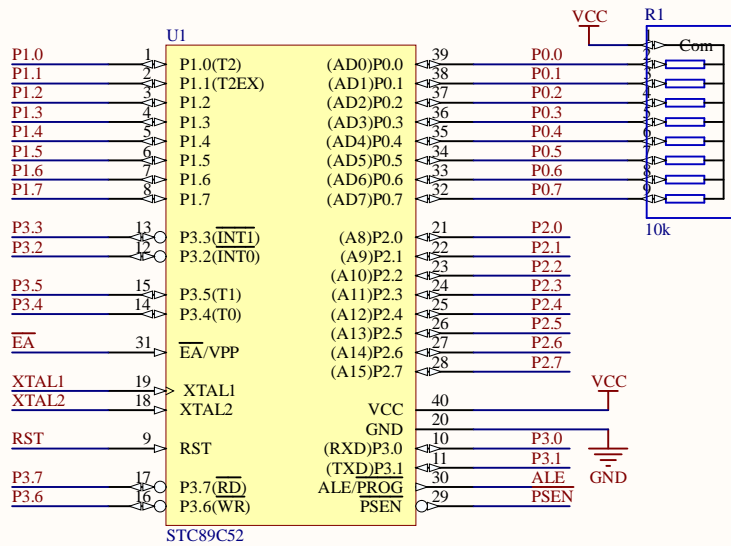 VCC R1
U1
P1.0 1 P1.0(T2) (AD0)P0.0 39 P0.0 1 Com
P1.1 2 P1.1(T2EX) (AD1)P0.1 38 P0.1 2
P1.2 3 P1.2 (AD2)P0.2 37 P0.2 3
P1.3 4 P1.3 (AD3)P0.3 36 P0.3 4
P1.4 5 P1.4 (AD4)P0.4 35 P0.4 5
P1.5 6 P1.5 (AD5)P0.5 34 P0.5 6
P1.6 7 P1.6 (AD6)P0.6 33 P0.6 7
P1.7 8 P1.7 (AD7)P0.7 32 P0.7 8
9
P3.3 13 P3.3(INT1) (A8)P2.0 21 P2.0 10k
P3.2 12 P3.2(INT0) (A9)P2.1 22 P2.1
(A10)P2.2 23 P2.2
P3.5 15 P3.5(T1) (A11)P2.3 24 P2.3
P3.4 14 P3.4(T0) (A12)P2.4 25 P2.4
(A13)P2.5 26 P2.5
EA 31 EA/VPP (A14)P2.6 27 P2.6
(A15)P2.7 28 P2.7
XTAL1 19 XTAL1 VCC
XTAL2 18 XTAL2 VCC 40
GND 20
RST 9 RST (RXD)P3.0 10 P3.0
(TXD)P3.1 11 P3.1 GND
P3.7 17 P3.7(RD) ALE/PROG 30 ALE
P3.6 16 P3.6(WR) PSEN 29 PSEN
STC89C52